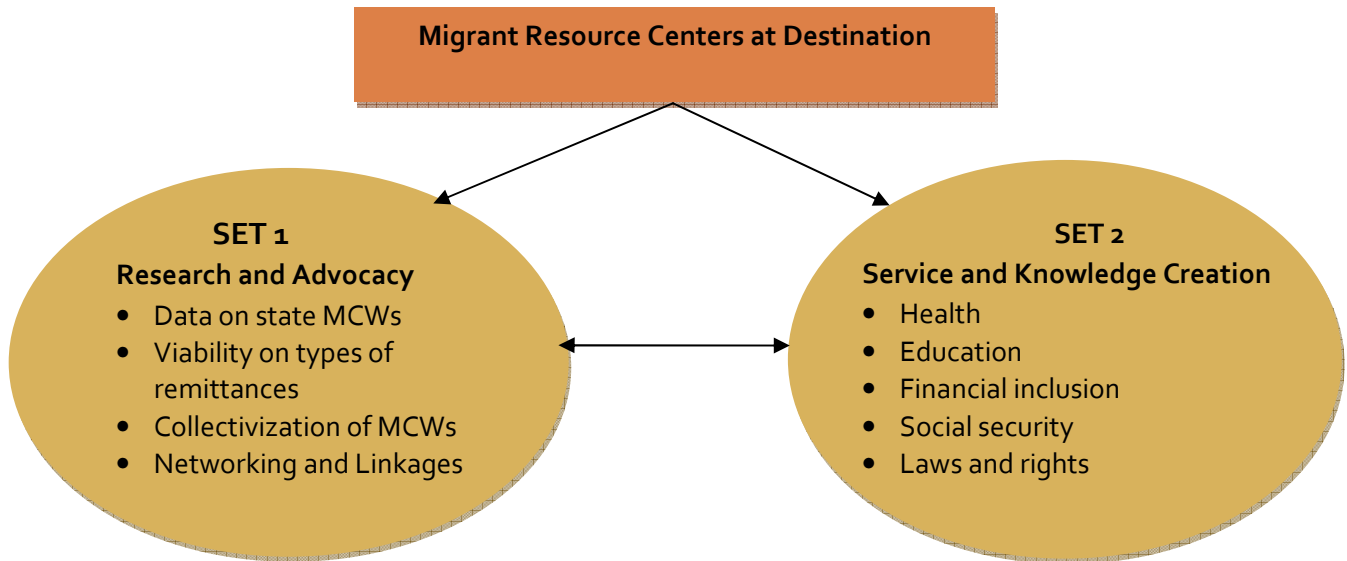 Migrant Resource Centers at Destination
SET 1
Research and Advocacy
• Data on state MCWs
• Viability on types of
remittances
• Collectivization of MCWs
• Networking and Linkages
SET 2
Service and Knowledge Creation
• Health
• Education
• Financial inclusion
• Social security
• Laws and rights